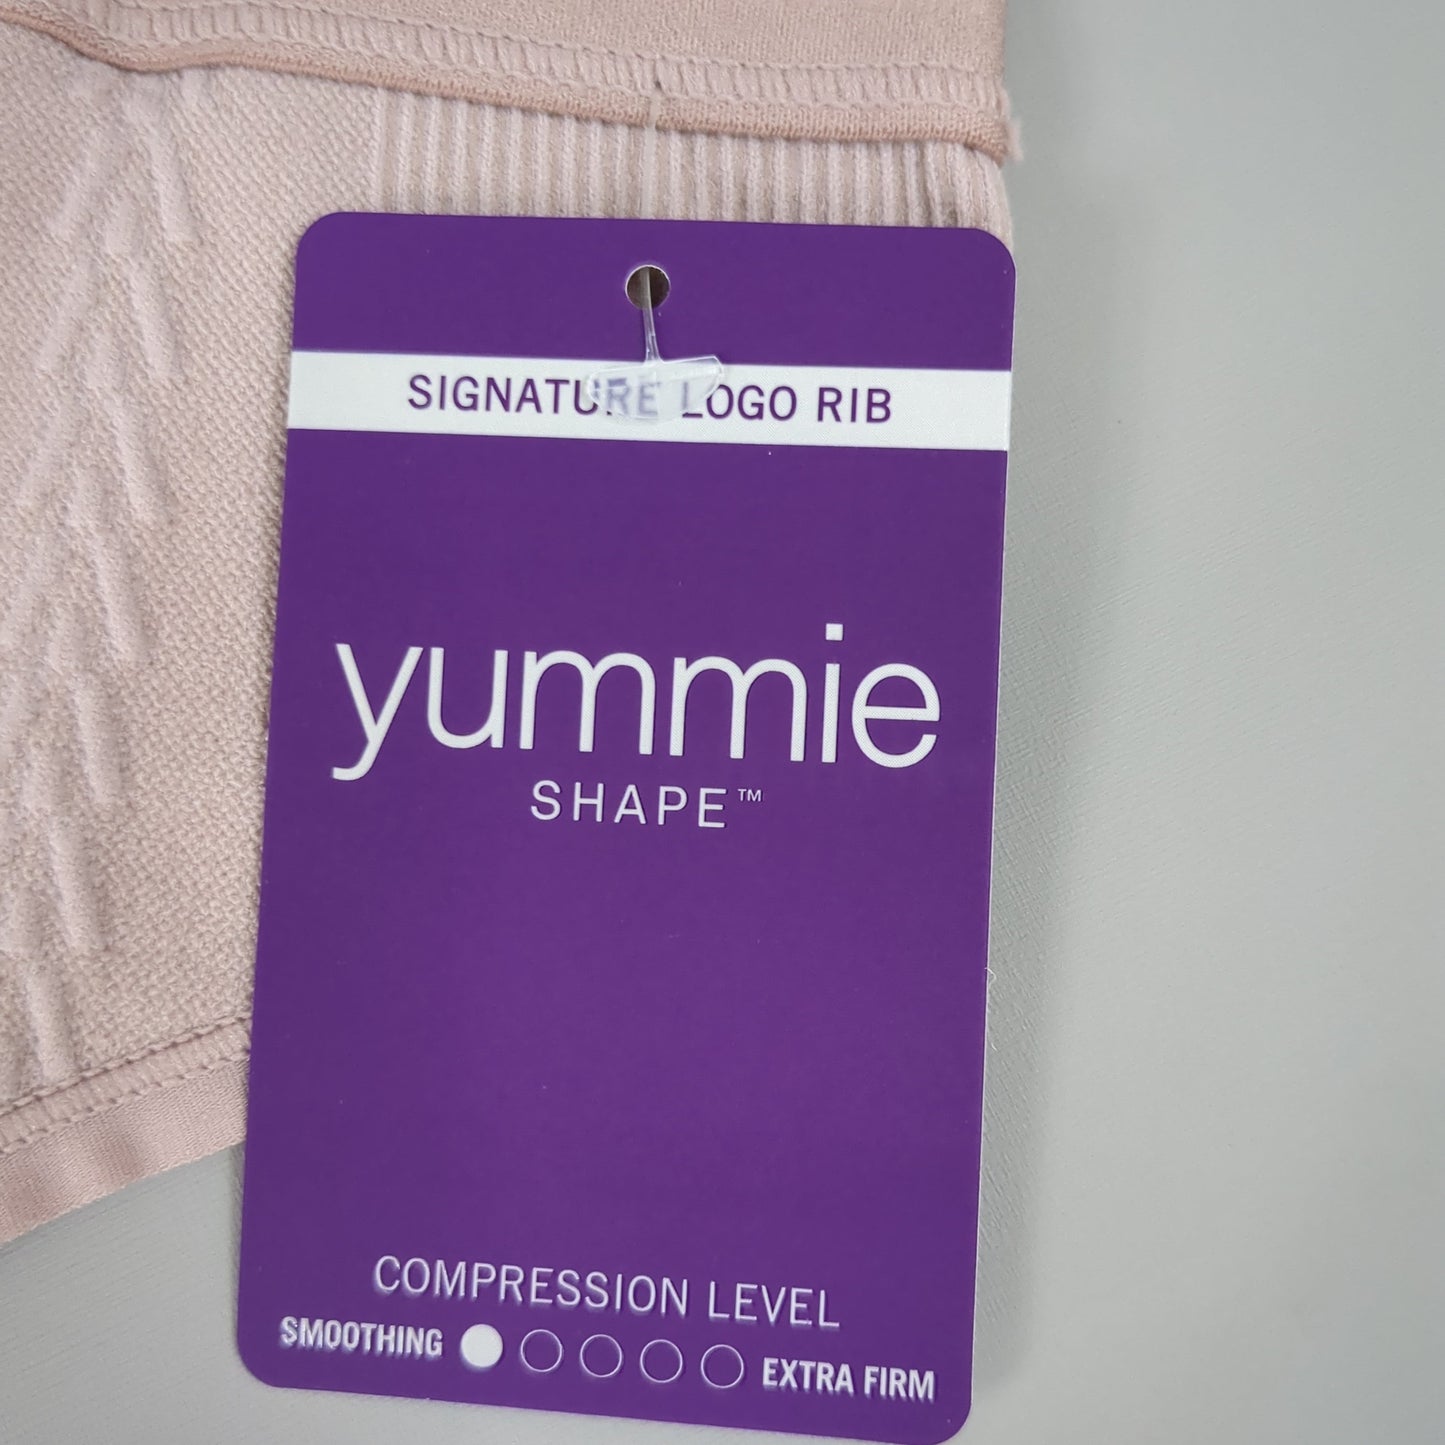 SIGNATURE LOGO RIB
yummie
SHAPE™
COMPRESSION LEVEL
SMOOTHING EXTRA FIRM